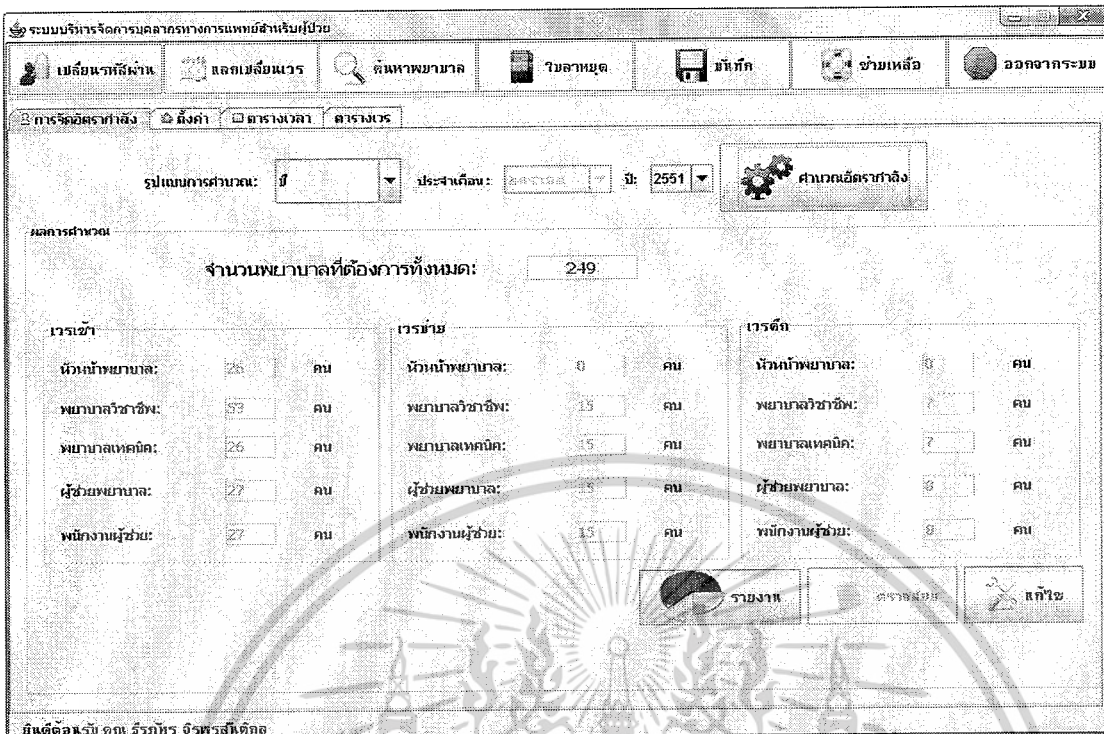 ระบบบริหารจัดการบุคลากรทางการแพทย์สำหรับผู้ป่วย
เปลี่ยนรหัสผ่าน แลกเปลี่ยนเวร ค้นหาพยาบาล ใบลาหยุด บันทึก ช่วยเหลือ ออกจากระบบ
การจัดอัตรากำลัง ตั้งค่า ตารางเวลา ตารางเวร
รูปแบบการคำนวณ: ปี ประจำเดือน: ปี: 2551 คำนวณอัตรากำลัง
ผลการคำนวณ
จำนวนพยาบาลที่ต้องการทั้งหมด: 249
เวรเช้า เวรบ่าย เวรดึก
หัวหน้าพยาบาล: 26 คน หัวหน้าพยาบาล: 0 คน หัวหน้าพยาบาล: 0 คน
พยาบาลวิชาชีพ: 53 คน พยาบาลวิชาชีพ: 15 คน พยาบาลวิชาชีพ: 7 คน
พยาบาลเทคนิค: 26 คน พยาบาลเทคนิค: 15 คน พยาบาลเทคนิค: 7 คน
ผู้ช่วยพยาบาล: 27 คน ผู้ช่วยพยาบาล: 15 คน ผู้ช่วยพยาบาล: 8 คน
พนักงานผู้ช่วย: 27 คน พนักงานผู้ช่วย: 15 คน พนักงานผู้ช่วย: 8 คน
รายงาน แก้ไข
ยินดีต้อนรับ คุณ ธีรภัทร